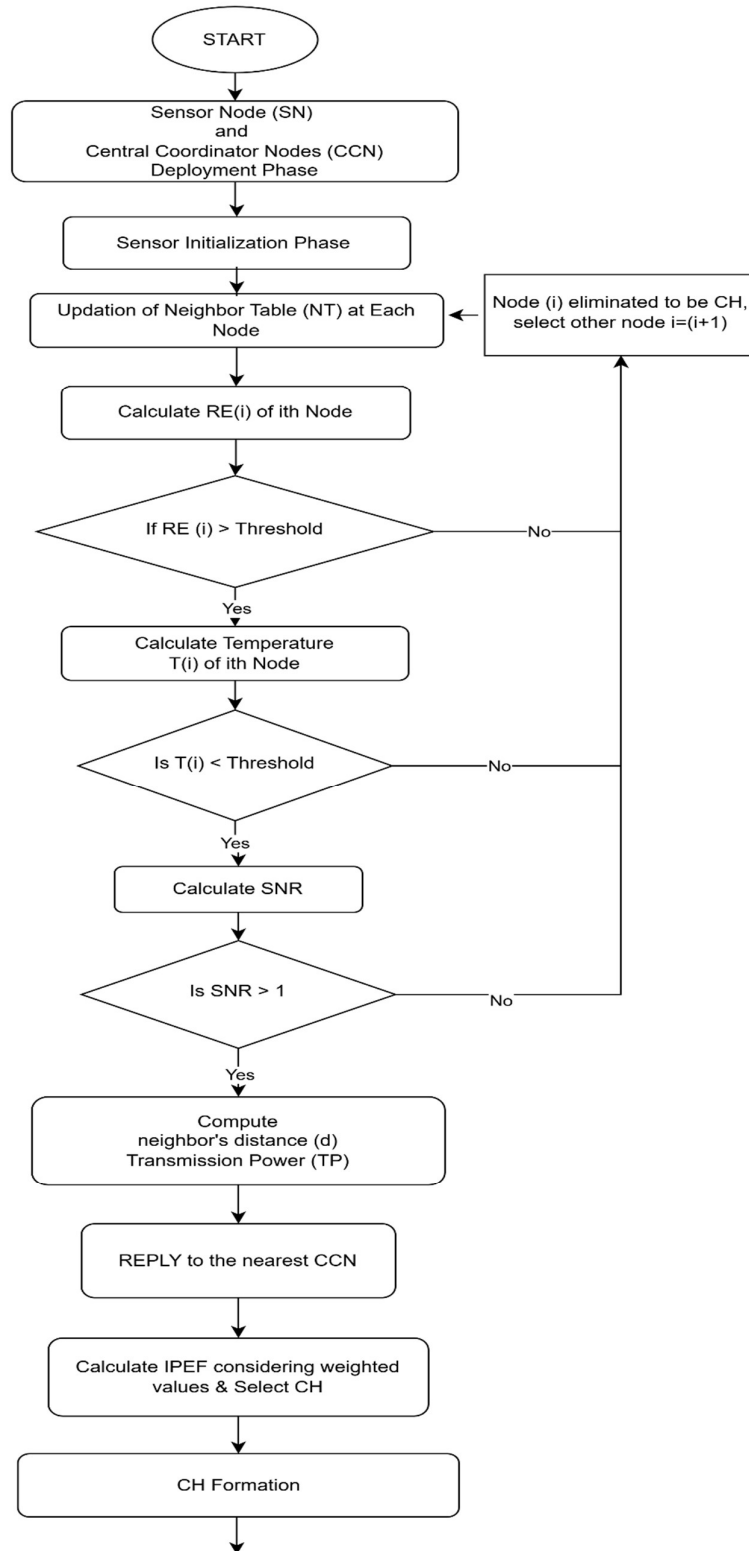 START
Sensor Node (SN)
and
Central Coordinator Nodes (CCN)
Deployment Phase
Sensor Initialization Phase
Updation of Neighbor Table (NT) at Each
Node
Node (i) eliminated to be CH,
select other node i=(i+1)
Calculate RE(i) of ith Node
If RE (i) > Threshold
No
Yes
Calculate Temperature
T(i) of ith Node
Is T(i) < Threshold
No
Yes
Calculate SNR
Is SNR > 1
No
Yes
Compute
neighbor's distance (d)
Transmission Power (TP)
REPLY to the nearest CCN
Calculate IPEF considering weighted
values & Select CH
CH Formation